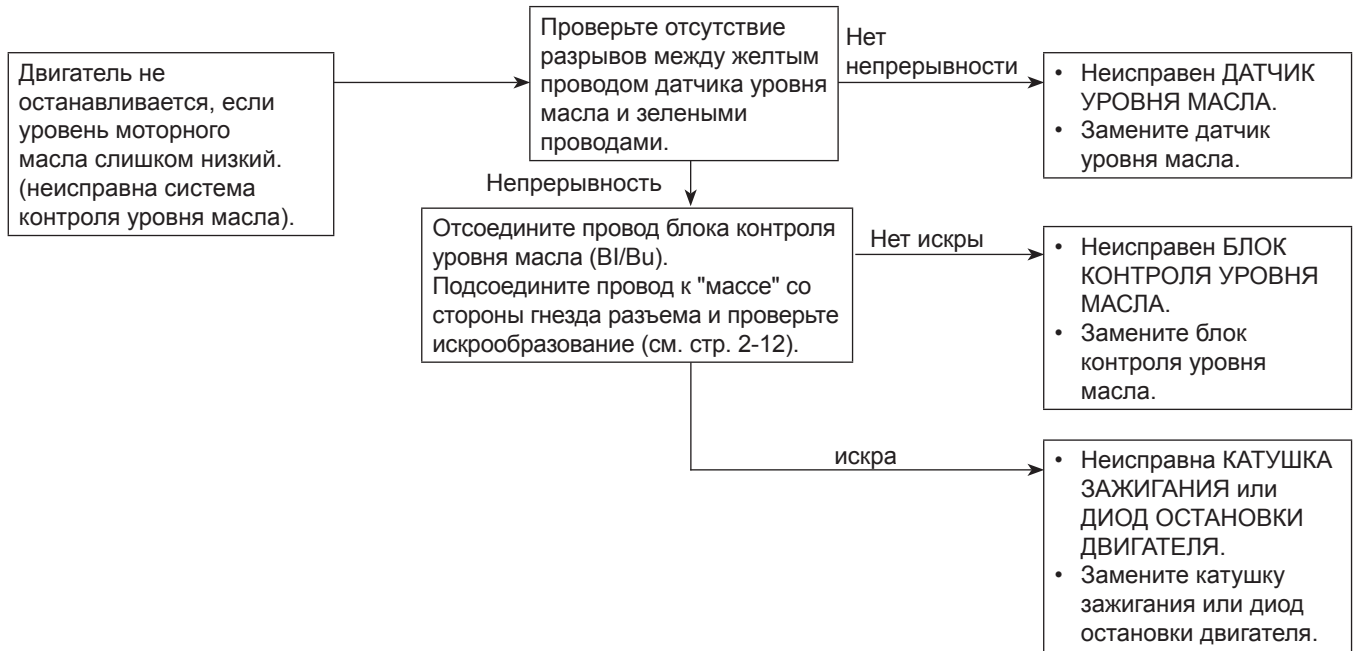 Двигатель не
останавливается, если
уровень моторного
масла слишком низкий.
(неисправна система
контроля уровня масла).
Проверьте отсутствие
разрывов между желтым
проводом датчика уровня
масла и зелеными
проводами.
Нет
непрерывности
• Неисправен ДАТЧИК
УРОВНЯ МАСЛА.
• Замените датчик
уровня масла.
Непрерывность
Отсоедините провод блока контроля
уровня масла (Bl/Bu).
Подсоедините провод к "массе" со
стороны гнезда разъема и проверьте
искрообразование (см. стр. 2-12).
Нет искры
• Неисправен БЛОК
КОНТРОЛЯ УРОВНЯ
МАСЛА.
• Замените блок
контроля уровня
масла.
искра
• Неисправна КАТУШКА
ЗАЖИГАНИЯ или
ДИОД ОСТАНОВКИ
ДВИГАТЕЛЯ.
• Замените катушку
зажигания или диод
остановки двигателя.